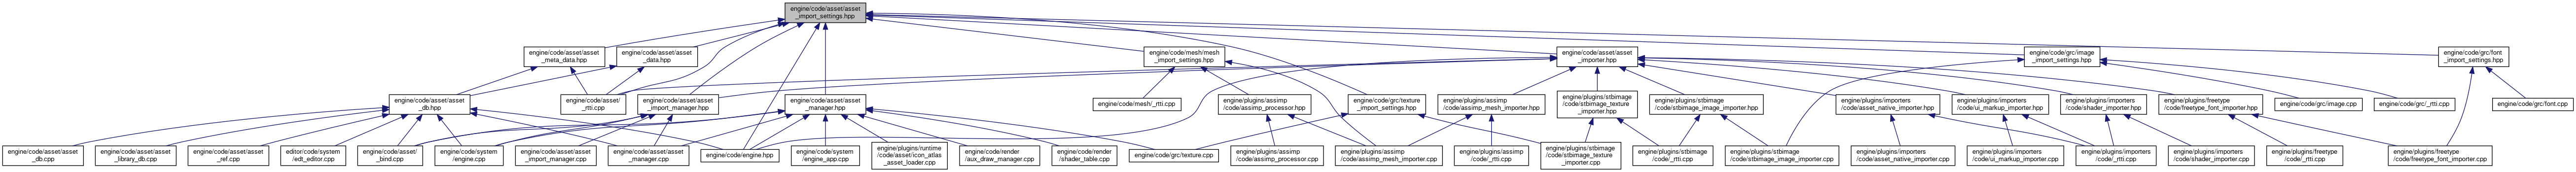 engine/code/asset/asset
_import_settings.hpp
engine/code/asset/asset
_meta_data.hpp
engine/code/asset/asset
_data.hpp
engine/code/mesh/mesh
_import_settings.hpp
engine/code/asset/asset
_importer.hpp
engine/code/grc/image
_import_settings.hpp
engine/code/grc/font
_import_settings.hpp
engine/code/asset/asset
_db.hpp
engine/code/asset/
_rtti.cpp
engine/code/asset/asset
_import_manager.hpp
engine/code/asset/asset
_manager.hpp
engine/code/mesh/_rtti.cpp
engine/plugins/assimp
/code/assimp_processor.hpp
engine/code/grc/texture
_import_settings.hpp
engine/plugins/assimp
/code/assimp_mesh_importer.hpp
engine/plugins/stbimage
/code/stbimage_texture
_importer.hpp
engine/plugins/stbimage
/code/stbimage_image_importer.hpp
engine/plugins/importers
/code/asset_native_importer.hpp
engine/plugins/importers
/code/ui_markup_importer.hpp
engine/plugins/importers
/code/shader_importer.hpp
engine/plugins/freetype
/code/freetype_font_importer.hpp
engine/code/grc/image.cpp
engine/code/grc/_rtti.cpp
engine/code/grc/font.cpp
engine/code/asset/asset
_db.cpp
engine/code/asset/asset
_library_db.cpp
engine/code/asset/asset
_ref.cpp
editor/code/system
/edt_editor.cpp
engine/code/asset/
_bind.cpp
engine/code/system
/engine.cpp
engine/code/asset/asset
_import_manager.cpp
engine/code/asset/asset
_manager.cpp
engine/code/engine.hpp
engine/code/system
/engine_app.cpp
engine/plugins/runtime
/code/asset/icon_atlas
_asset_loader.cpp
engine/code/render
/aux_draw_manager.cpp
engine/code/render
/shader_table.cpp
engine/code/grc/texture.cpp
engine/plugins/assimp
/code/assimp_processor.cpp
engine/plugins/assimp
/code/assimp_mesh_importer.cpp
engine/plugins/assimp
/code/_rtti.cpp
engine/plugins/stbimage
/code/stbimage_texture
_importer.cpp
engine/plugins/stbimage
/code/_rtti.cpp
engine/plugins/stbimage
/code/stbimage_image_importer.cpp
engine/plugins/importers
/code/asset_native_importer.cpp
engine/plugins/importers
/code/ui_markup_importer.cpp
engine/plugins/importers
/code/_rtti.cpp
engine/plugins/importers
/code/shader_importer.cpp
engine/plugins/freetype
/code/_rtti.cpp
engine/plugins/freetype
/code/freetype_font_importer.cpp